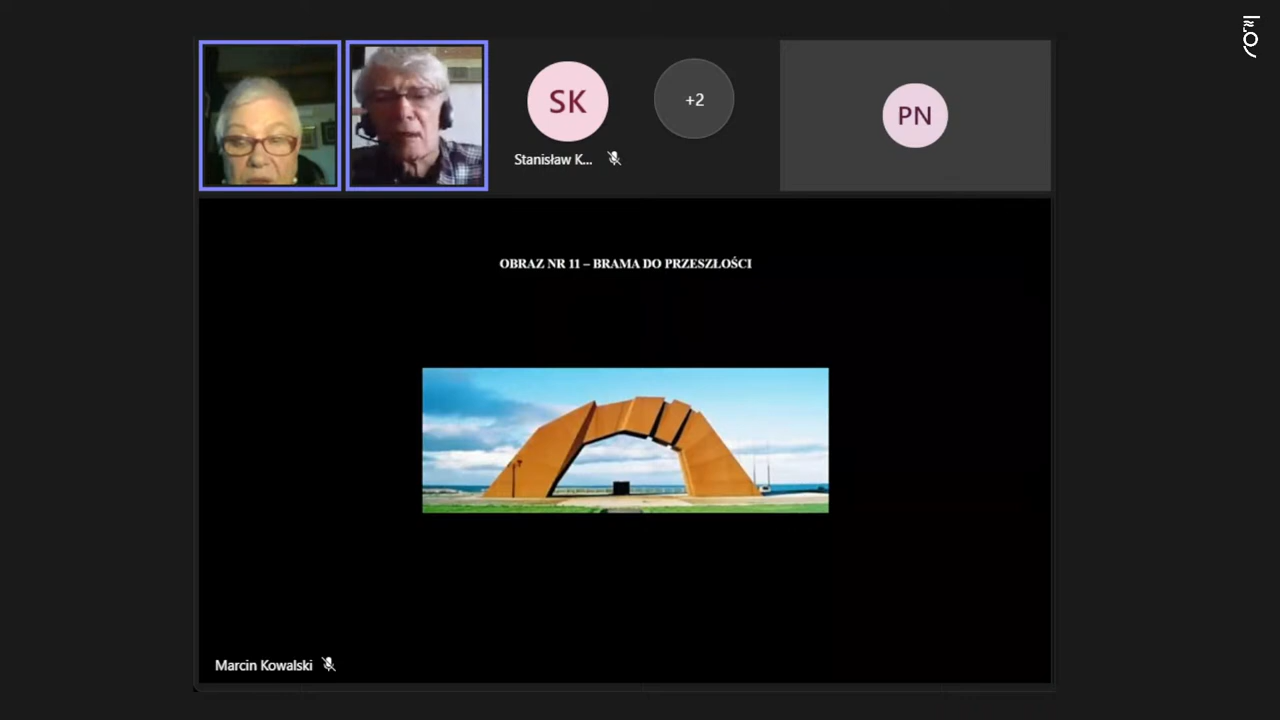 SK
+2
PN
Stanisław K...
OBRAZ NR 11 – BRAMA DO PRZESZŁOŚCI
Marcin Kowalski